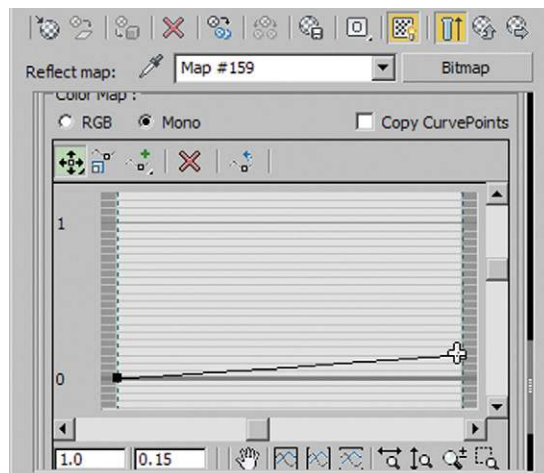 Reflect map: Map #159 Bitmap
Color Map :
RGB Mono Copy CurvePoints
1
0
1.0 0.15